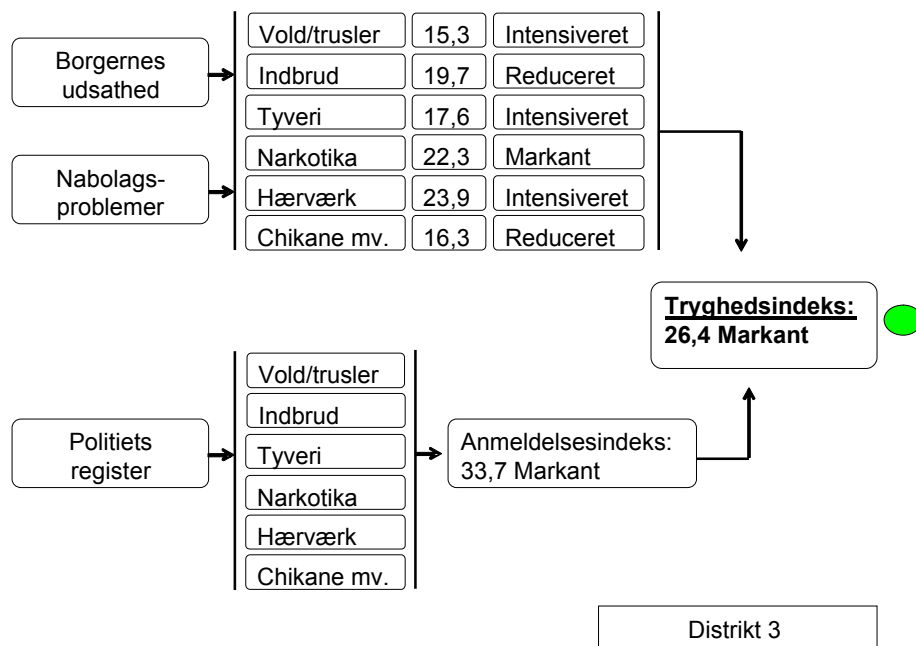 Borgernes
udsathed
Nabolags-
problemer
Vold/trusler 15,3 Intensiveret
Indbrud 19,7 Reduceret
Tyveri 17,6 Intensiveret
Narkotika 22,3 Markant
Hærværk 23,9 Intensiveret
Chikane mv. 16,3 Reduceret
Tryghedsindeks:
26,4 Markant
Politiets
register
Vold/trusler
Indbrud
Tyveri
Narkotika
Hærværk
Chikane mv.
Anmeldelsesindeks:
33,7 Markant
Distrikt 3